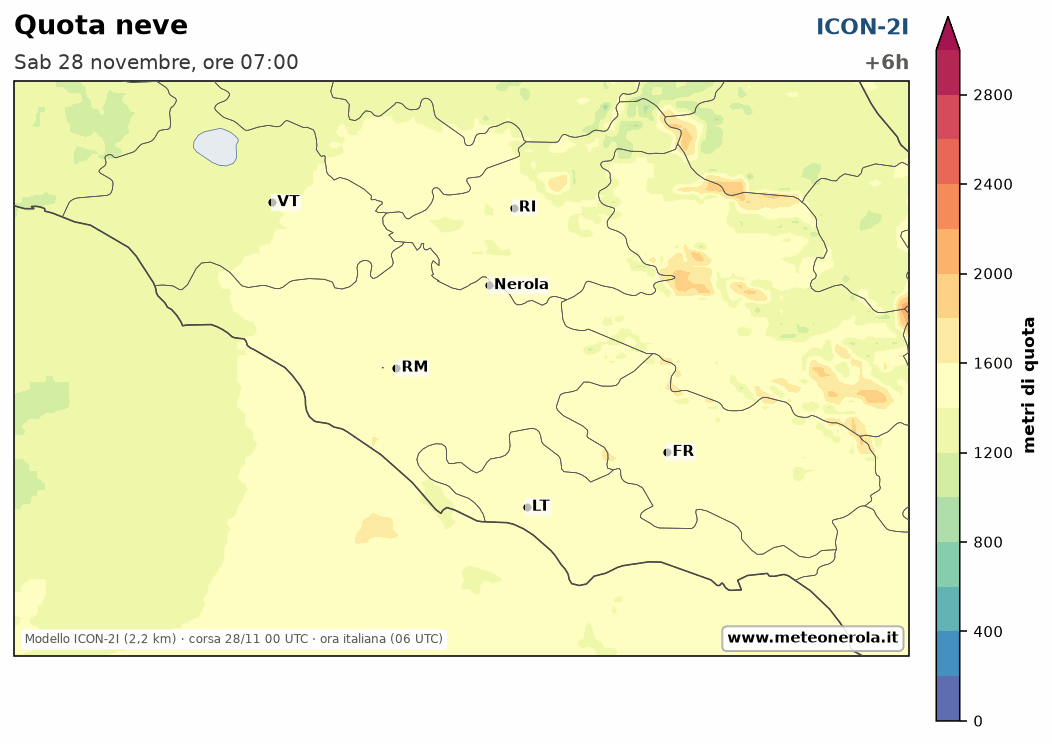 Quota neve
ICON-2I
Sab 28 novembre, ore 07:00
+6h
VT
RI
Nerola
RM
FR
LT
Modello ICON-2I (2,2 km) · corsa 28/11 00 UTC · ora italiana (06 UTC)
www.meteonerola.it
2800
2400
2000
1600
1200
800
400
0
metri di quota